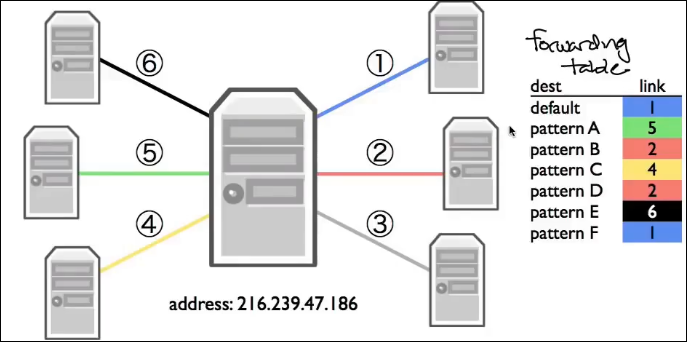 ⑥
①
⑤
②
④
③
address: 216.239.47.186
forwarding
table
dest link
default 1
pattern A 5
pattern B 2
pattern C 4
pattern D 2
pattern E 6
pattern F 1